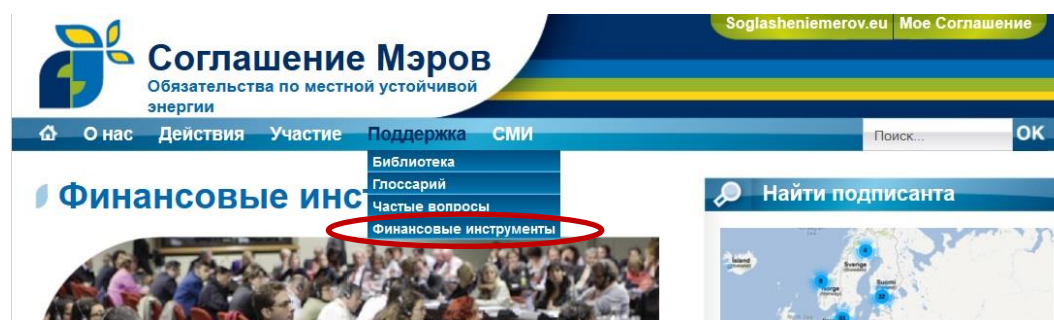 Soglasheniemerov.eu Мое Соглашение
Соглашение Мэров
Обязательства по местной устойчивой
энергии
О нас Действия Участие Поддержка СМИ Поиск... OK
Библиотека
Глоссарий
Частые вопросы
Финансовые инструменты
Финансовые инс
Найти подписанта
Island
Sverige
Norge
Suomi